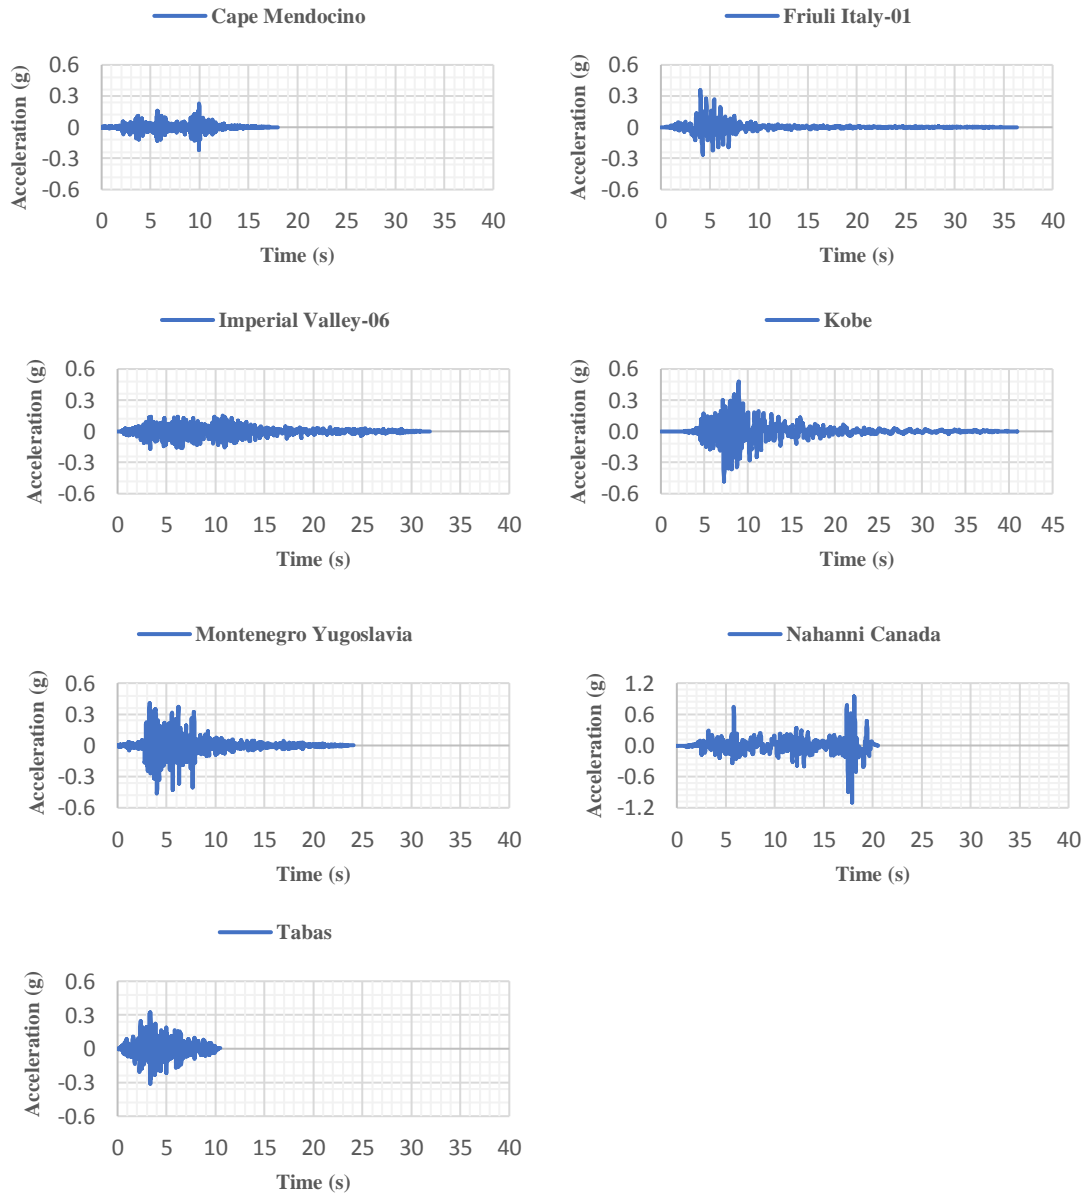 Cape Mendocino
Acceleration (g)
0.6
0.3
0
-0.3
-0.6
0 5 10 15 20 25 30 35 40
Time (s)
Friuli Italy-01
Acceleration (g)
0.6
0.3
0
-0.3
-0.6
0 5 10 15 20 25 30 35 40
Time (s)
Imperial Valley-06
Acceleration (g)
0.6
0.3
0
-0.3
-0.6
0 5 10 15 20 25 30 35 40
Time (s)
Kobe
Acceleration (g)
0.6
0.3
0.0
-0.3
-0.6
0 5 10 15 20 25 30 35 40 45
Time (s)
Montenegro Yugoslavia
Acceleration (g)
0.6
0.3
0
-0.3
-0.6
0 5 10 15 20 25 30 35 40
Time (s)
Nahanni Canada
Acceleration (g)
1.2
0.6
0.0
-0.6
-1.2
0 5 10 15 20 25 30 35 40
Time (s)
Tabas
Acceleration (g)
0.6
0.3
0
-0.3
-0.6
0 5 10 15 20 25 30 35 40
Time (s)